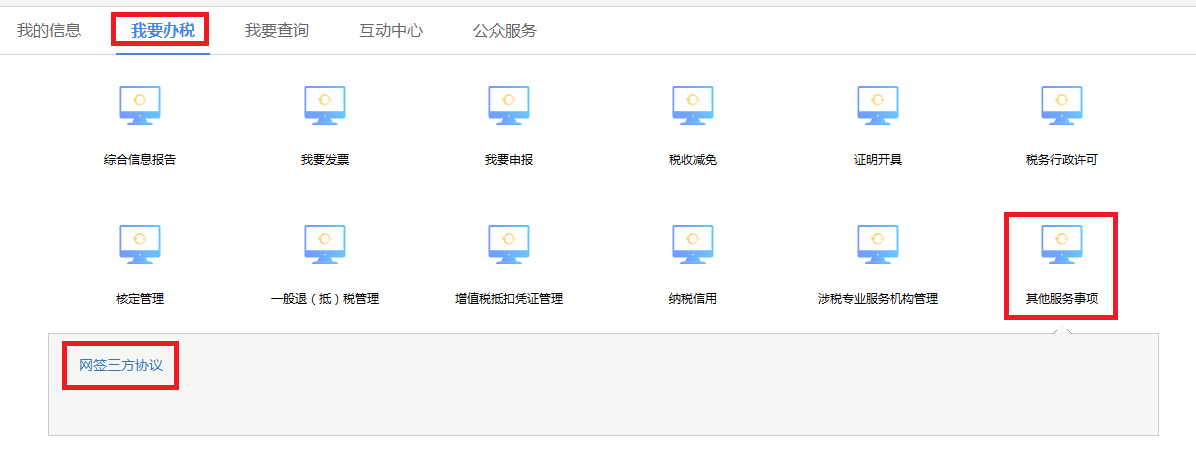 我的信息 我要办税 我要查询 互动中心 公众服务
综合信息报告 我要发票 我要申报 税收减免 证明开具 税务行政许可
核定管理 一般退（抵）税管理 增值税抵扣凭证管理 纳税信用 涉税专业服务机构管理 其他服务事项
网签三方协议